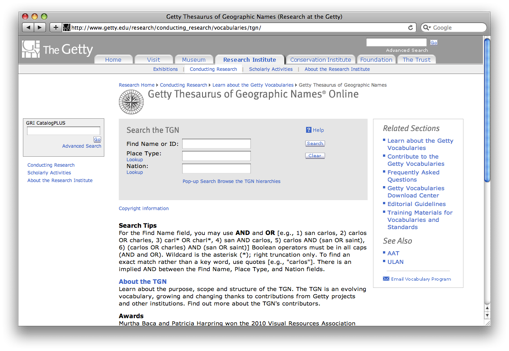 Getty Thesaurus of Geographic Names (Research at the Getty)
http://www.getty.edu/research/conducting_research/vocabularies/tgn/
Google
The Getty
Advanced Search
Home
Visit
Museum
Research Institute
Conservation Institute
Foundation
The Trust
Exhibitions
Conducting Research
Scholarly Activities
About the Research Institute
Research Home
Conducting Research
Learn about the Getty Vocabularies
Getty Thesaurus of Geographic Names
Getty Thesaurus of Geographic Names® Online
GRI CatalogPLUS
Advanced Search
Conducting Research
Scholarly Activities
About the Research Institute
Search the TGN
? Help
Find Name or ID:
Search
Place Type:
Lookup
Clear
Nation:
Lookup
Pop-up Search Browse the TGN hierarchies
Copyright information
Search Tips
For the Find Name field, you may use AND and OR [e.g., 1) san carlos, 2) carlos
OR charles, 3) carl* OR charl*, 4) san AND carlos, 5) carlos AND (san OR saint),
6) (carlos OR charles) AND (san OR saint)] Boolean operators must be in all caps
(AND and OR). Wildcard is the asterisk (*); right truncation only. To find an
exact match rather than a key word, use quotes [e.g., "carlos"]. There is an
implied AND between the Find Name, Place Type, and Nation fields.
About the TGN
Learn about the purpose, scope and structure of the TGN. The TGN is an evolving
vocabulary, growing and changing thanks to contributions from Getty projects
and other institutions. Find out more about the TGN's contributors.
Awards
Murtha Baca and Patricia Harpring won the 2010 Visual Resources Association
Related Sections
Learn about the Getty
Vocabularies
Contribute to the
Getty Vocabularies
Frequently Asked
Questions
Getty Vocabularies
Download Center
Editorial Guidelines
Training Materials for
Vocabularies and
Standards
See Also
AAT
ULAN
Email Vocabulary Program